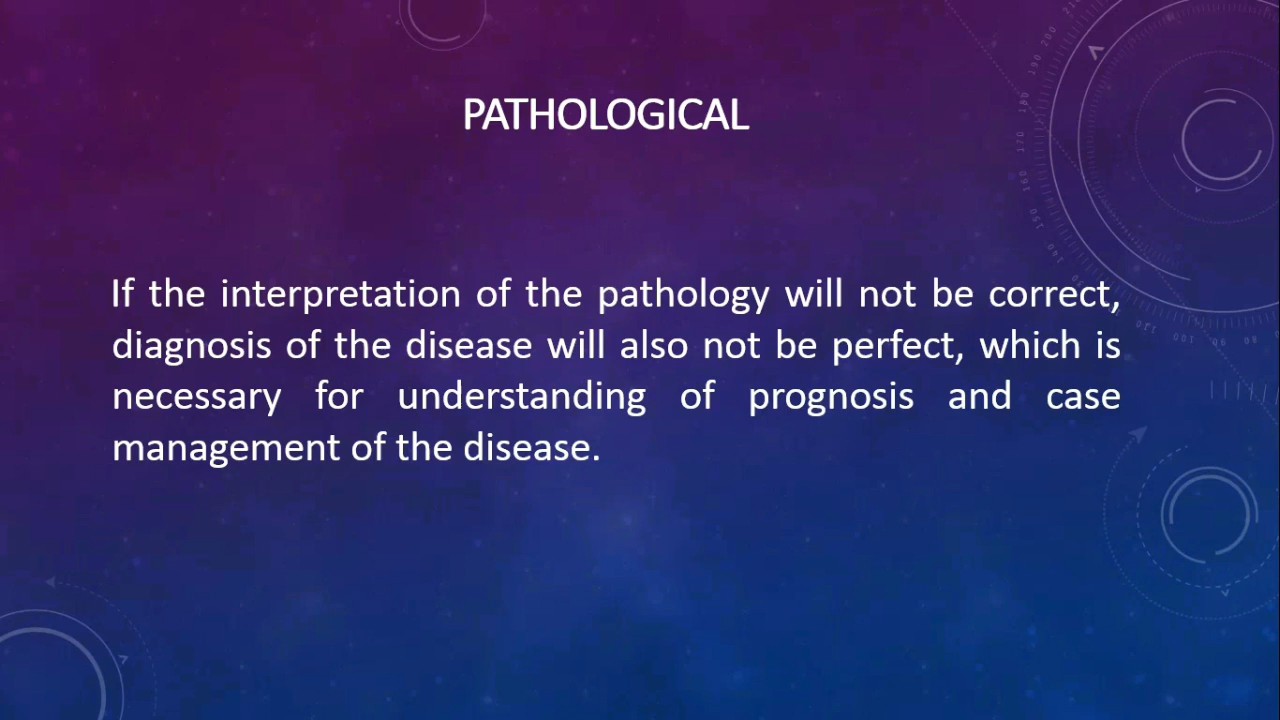 PATHOLOGICAL
If the interpretation of the pathology will not be correct,
diagnosis of the disease will also not be perfect, which is
necessary for understanding of prognosis and case
management of the disease.